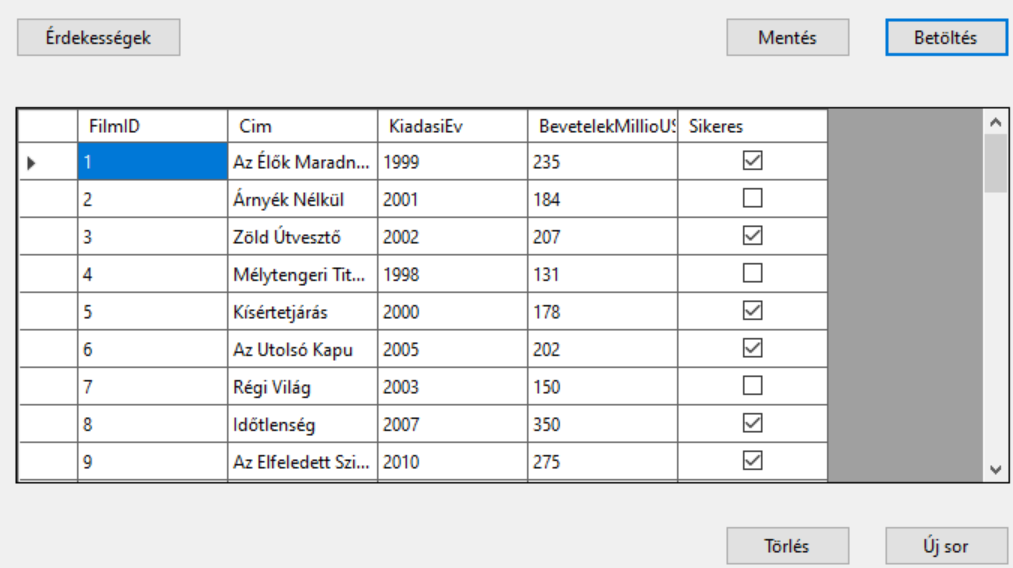 Érdekességek Mentés Betöltés
FilmID Cim KiadasiEv BevetelekMillioUS Sikeres
1 Az Élők Maradn... 1999 235
2 Árnyék Nélkül 2001 184
3 Zöld Útvesztő 2002 207
4 Mélytengeri Tit... 1998 131
5 Kísértetjárás 2000 178
6 Az Utolsó Kapu 2005 202
7 Régi Világ 2003 150
8 Időtlenség 2007 350
9 Az Elfeledett Szi... 2010 275
Törlés Új sor